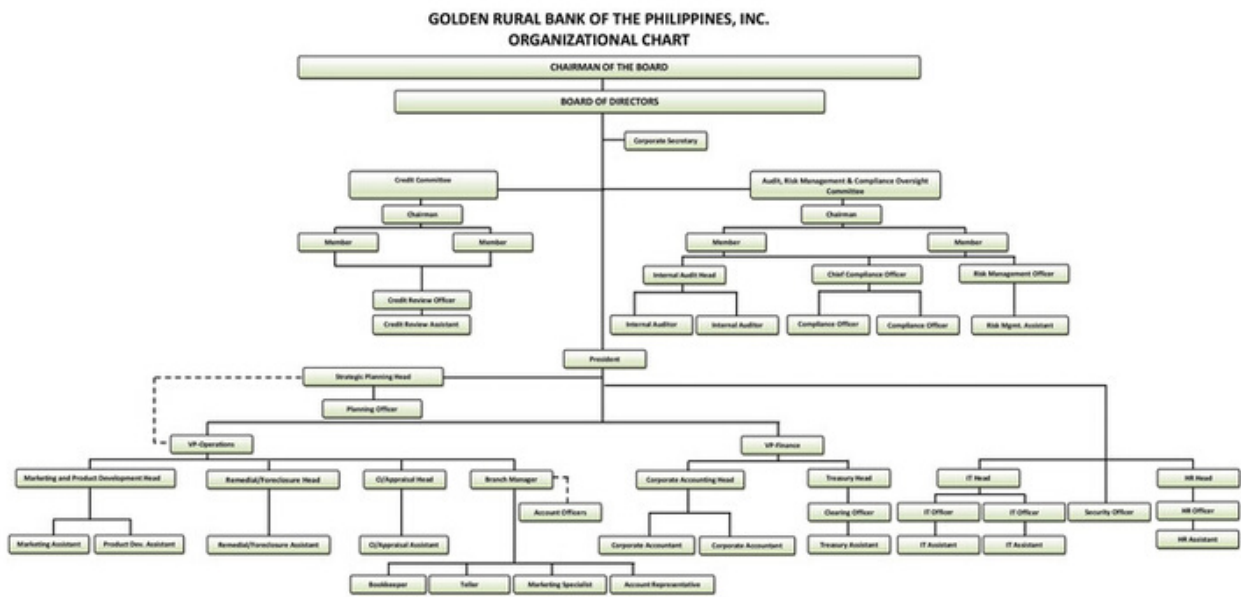 GOLDEN RURAL BANK OF THE PHILIPPINES, INC.
ORGANIZATIONAL CHART
CHAIRMAN OF THE BOARD
BOARD OF DIRECTORS
Corporate Secretary
Credit Committee
Audit, Risk Management & Compliance Oversight
Committee
Chairman
Chairman
Member
Member
Member
Member
Internal Audit Head
Chief Compliance Officer
Risk Management Officer
Credit Review Officer
Credit Review Assistant
Internal Auditor
Internal Auditor
Compliance Officer
Compliance Officer
Risk Mgmt. Assistant
President
Strategic Planning Head
Planning Officer
VP-Operations
VP-Finance
Marketing and Product Development Head
Remedial/Foreclosure Head
CI/Appraisal Head
Branch Manager
Corporate Accounting Head
Treasury Head
IT Head
HR Head
Account Officers
Clearing Officer
IT Officer
IT Officer
Security Officer
HR Officer
Marketing Assistant
Product Dev. Assistant
Remedial/Foreclosure Assistant
CI/Appraisal Assistant
Corporate Accountant
Corporate Accountant
Treasury Assistant
IT Assistant
IT Assistant
HR Assistant
Bookkeeper
Teller
Marketing Specialist
Account Representative